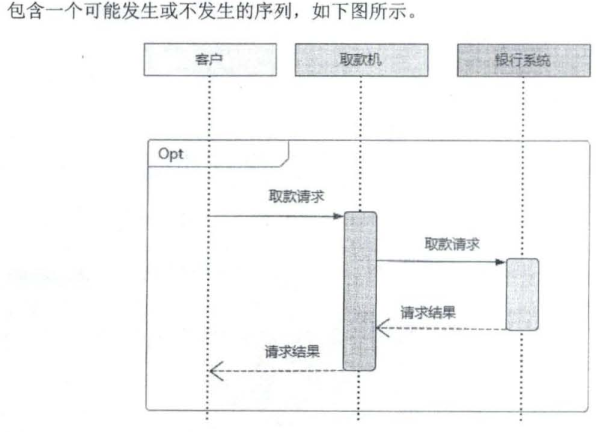 包含一个可能发生或不发生的序列，如下图所示。
客户 取款机 银行系统
Opt
取款请求
取款请求
请求结果
请求结果